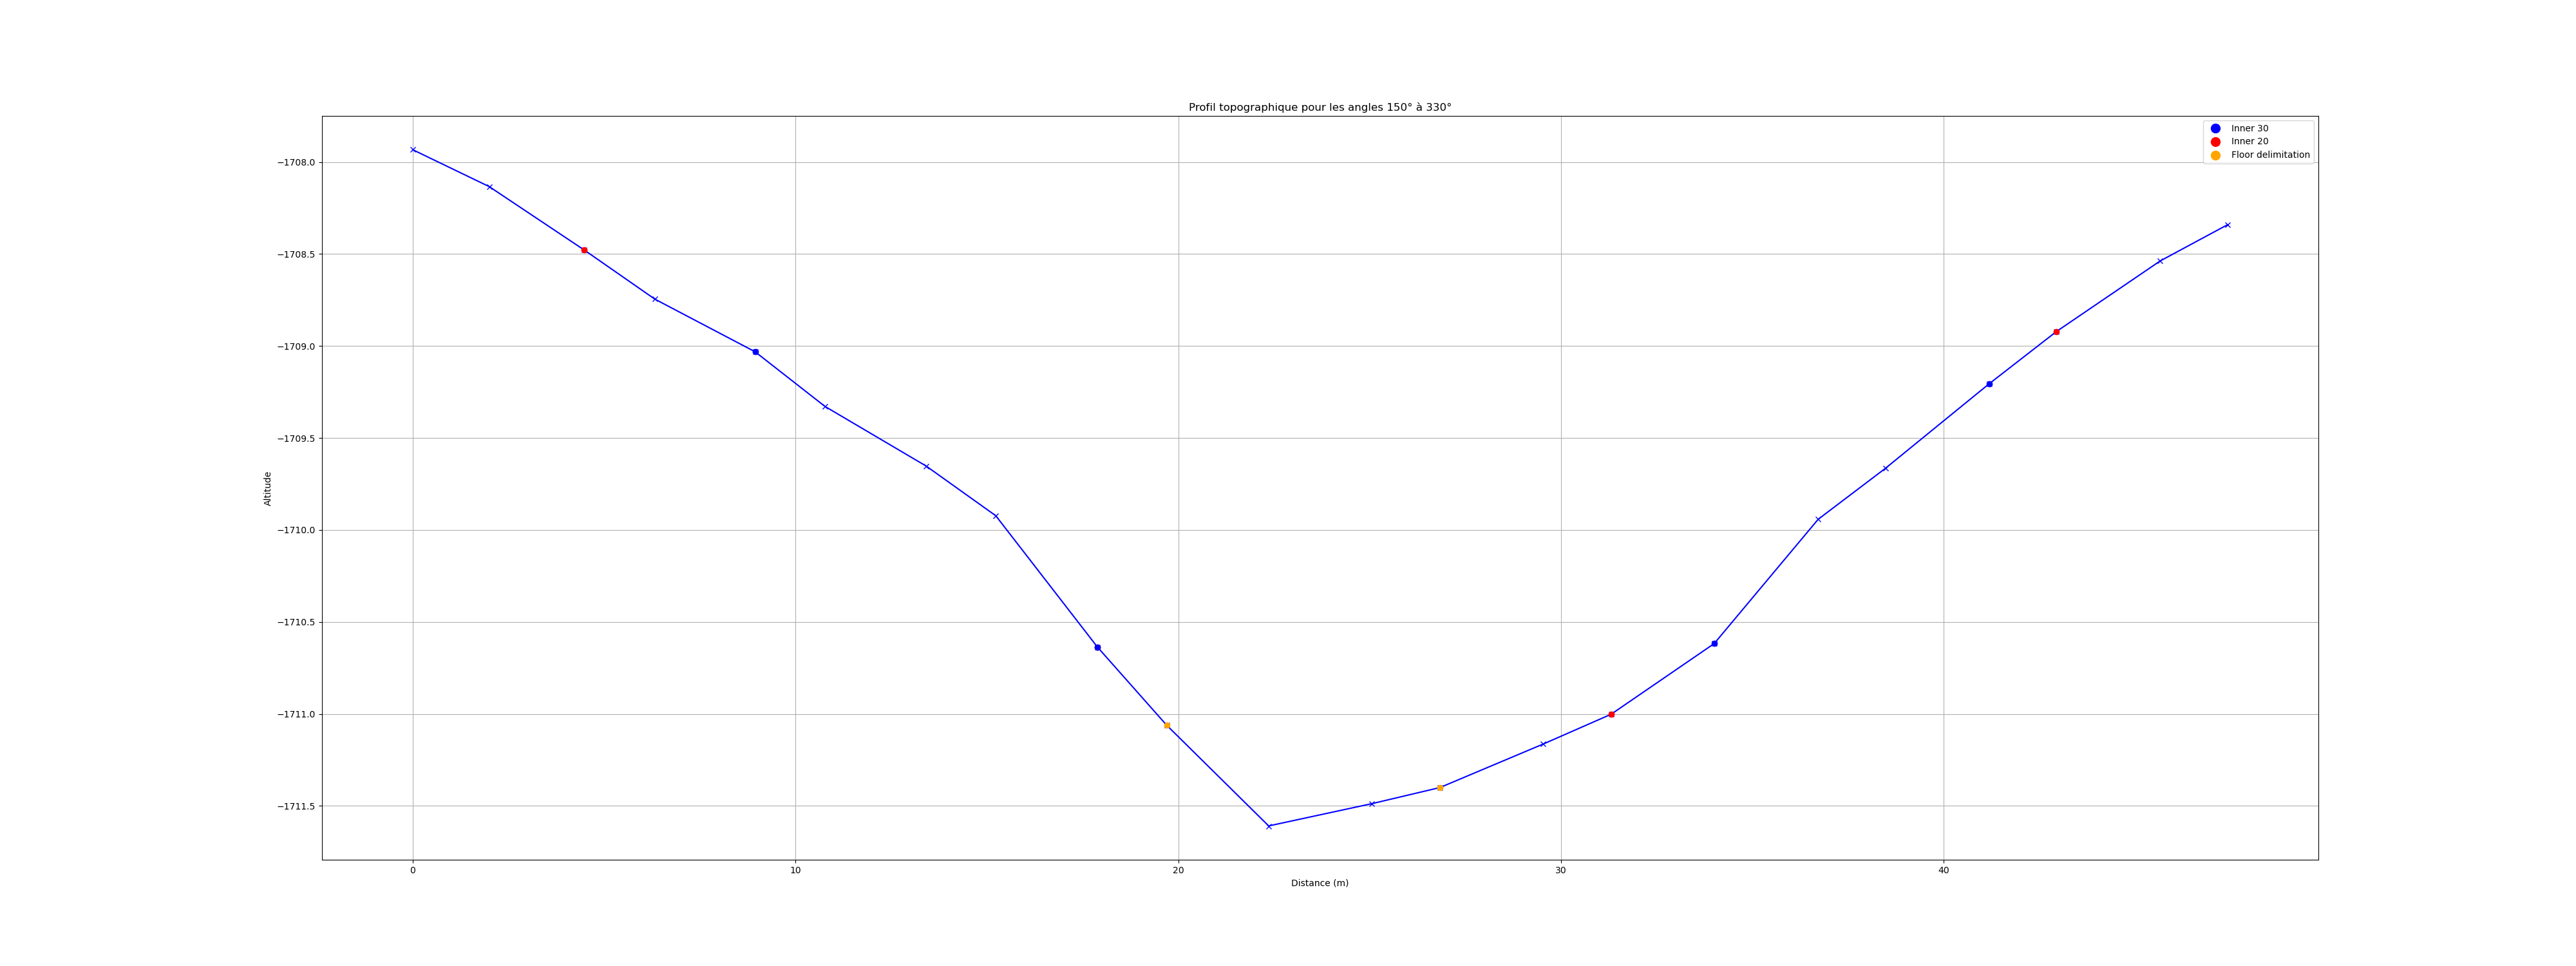 Profil topographique pour les angles 150° à 330°
Inner 30
Inner 20
Floor delimitation
−1708.0
−1708.5
−1709.0
−1709.5
−1710.0
−1710.5
−1711.0
−1711.5
Altitude
0 10 20 30 40
Distance (m)